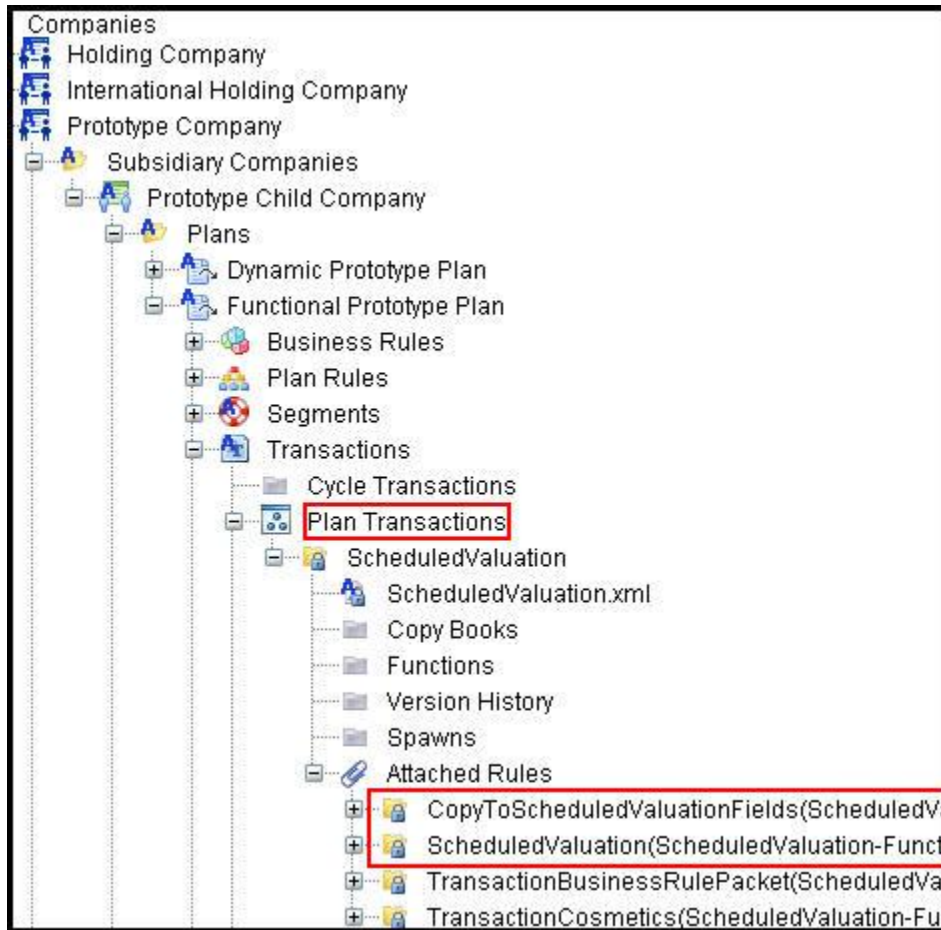 Companies
Holding Company
International Holding Company
Prototype Company
Subsidiary Companies
Prototype Child Company
Plans
Dynamic Prototype Plan
Functional Prototype Plan
Business Rules
Plan Rules
Segments
Transactions
Cycle Transactions
Plan Transactions
ScheduledValuation
ScheduledValuation.xml
Copy Books
Functions
Version History
Spawns
Attached Rules
CopyToScheduledValuationFields(ScheduledVa
ScheduledValuation(ScheduledValuation-Funct
TransactionBusinessRulePacket(ScheduledVa
TransactionCosmetics(ScheduledValuation-Fu